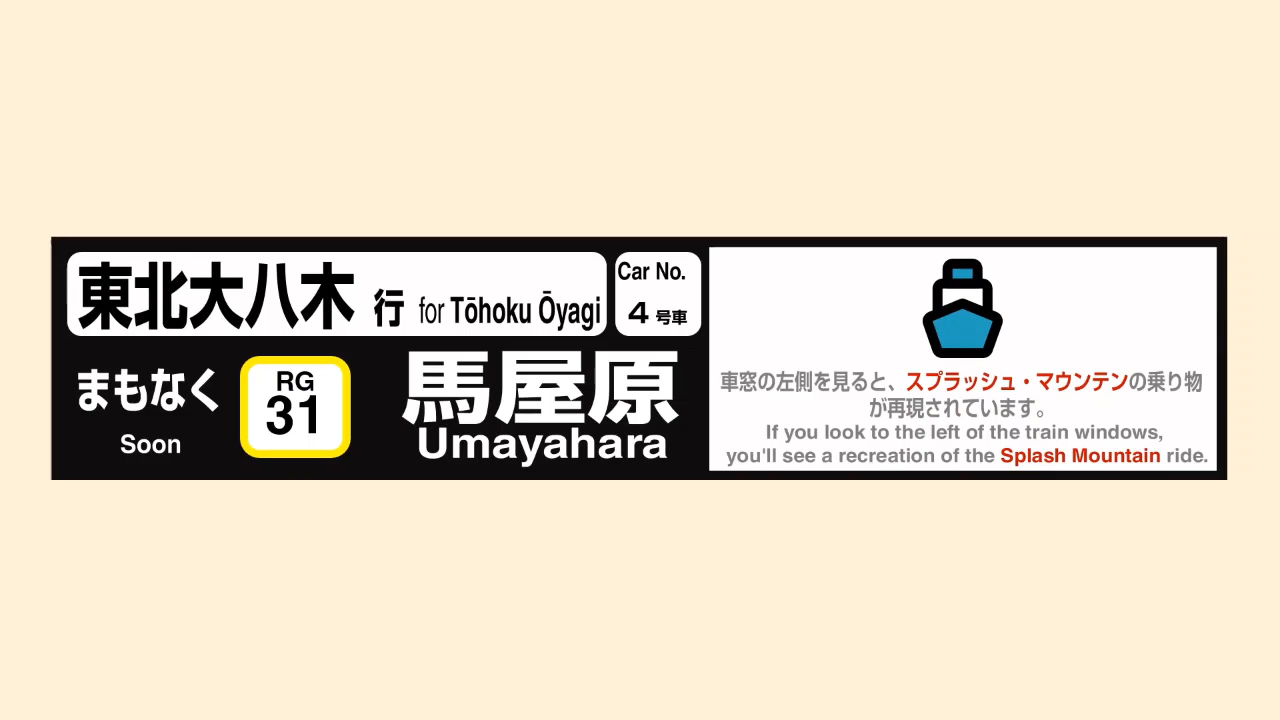 東北大八木 行 for Tōhoku Ōyagi
Car No.
4 号車
まもなく
Soon
RG
31
馬屋原
Umayahara
車窓の左側を見ると、スプラッシュ・マウンテンの乗り物
が再現されています。
If you look to the left of the train windows,
you'll see a recreation of the Splash Mountain ride.